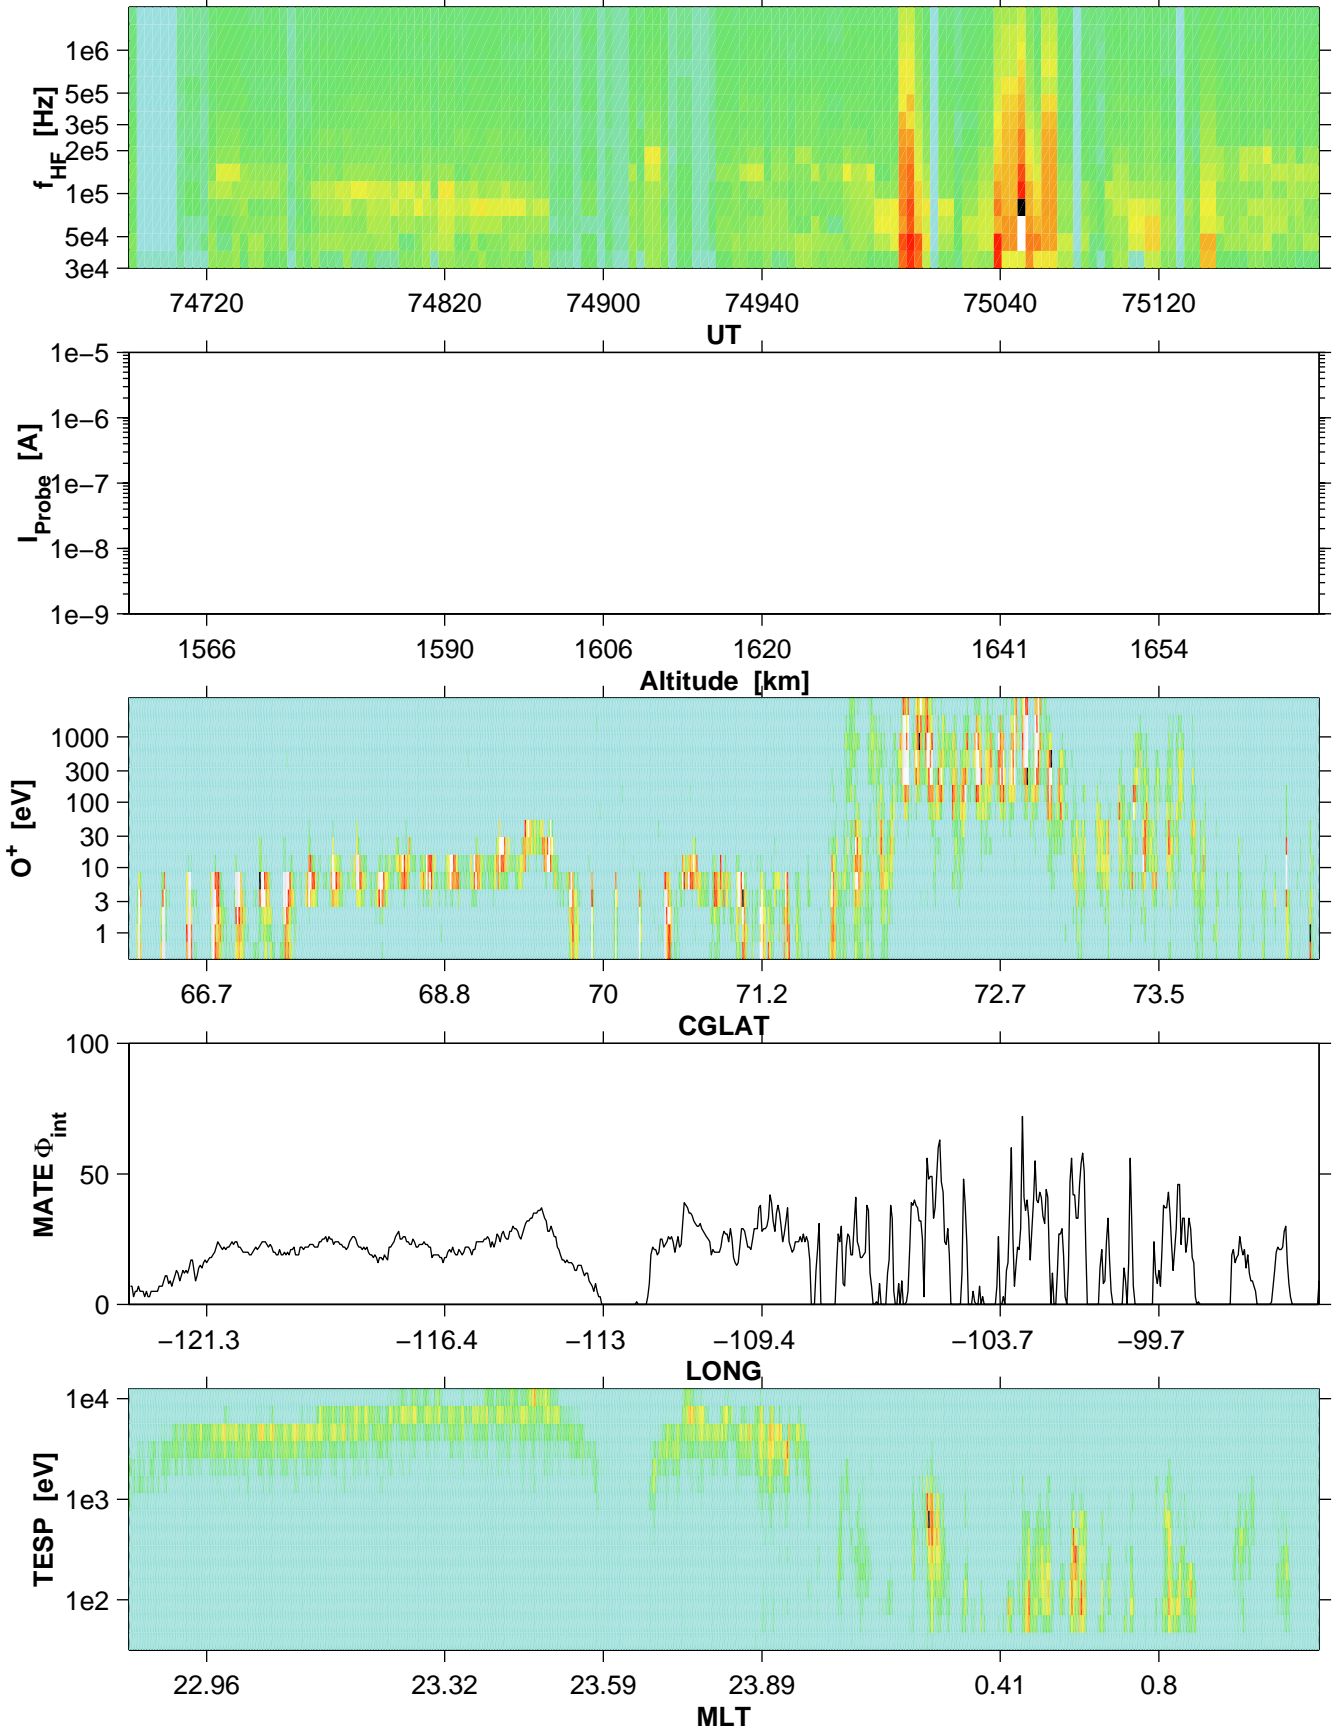 1e6
5e5
3e5
2e5
1e5
5e4
3e4
f_HF [Hz]
74720 74820 74900 74940 75040 75120
UT
1e−5
1e−6
1e−7
1e−8
1e−9
I_Probe [A]
1566 1590 1606 1620 1641 1654
Altitude [km]
1000
300
100
30
10
3
1
O⁺ [eV]
66.7 68.8 70 71.2 72.7 73.5
CGLAT
100
50
0
MATE Φ_int
−121.3 −116.4 −113 −109.4 −103.7 −99.7
LONG
1e4
1e3
1e2
TESP [eV]
22.96 23.32 23.59 23.89 0.41 0.8
MLT